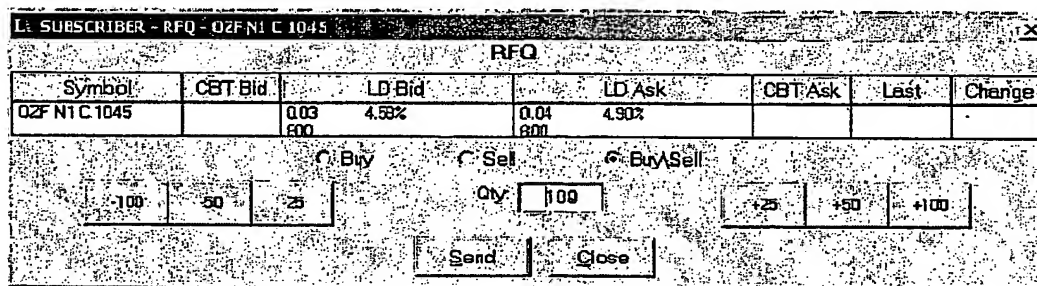 L: SUBSCRIBER - RFQ - OZF N1 C 1045 X
RFQ
Symbol CBT Bid LD Bid LD Ask CBT Ask Last Change
OZF N1 C 1045 0.03 4.58% 0.04 4.90% -
800 800
Buy Sell Buy\Sell
-100 -50 -25 Qty 100 +25 +50 +100
Send Close